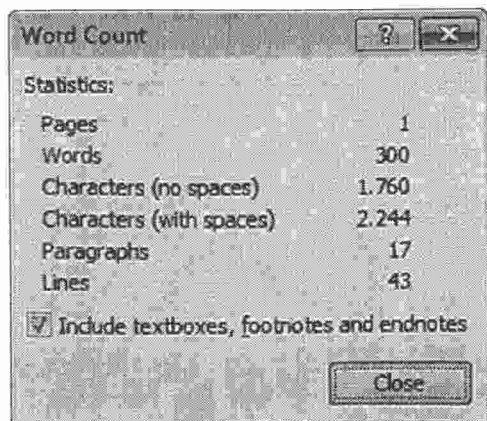 Word Count
?
Statistics:
Pages 1
Words 300
Characters (no spaces) 1.760
Characters (with spaces) 2.244
Paragraphs 17
Lines 43
Include textboxes, footnotes and endnotes
Close